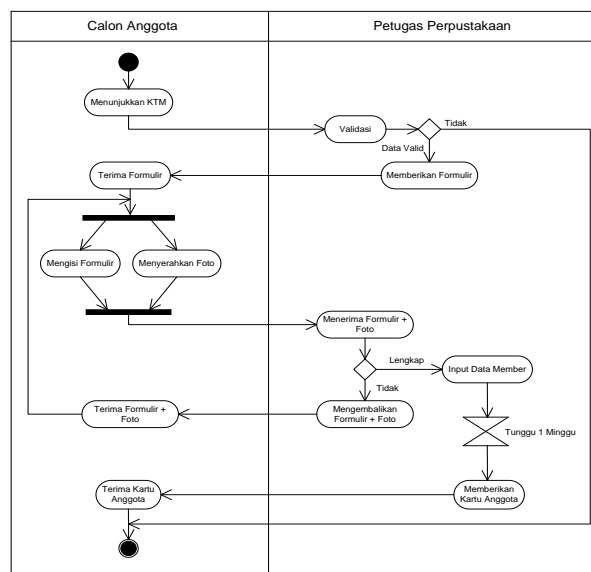 Calon Anggota
Petugas Perpustakaan
Menunjukkan KTM
Validasi
Tidak
Data Valid
Terima Formulir
Memberikan Formulir
Mengisi Formulir
Menyerahkan Foto
Menerima Formulir +
Foto
Lengkap
Input Data Member
Tidak
Terima Formulir +
Foto
Mengembalikan
Formulir + Foto
Tunggu 1 Minggu
Terima Kartu
Anggota
Memberikan
Kartu Anggota